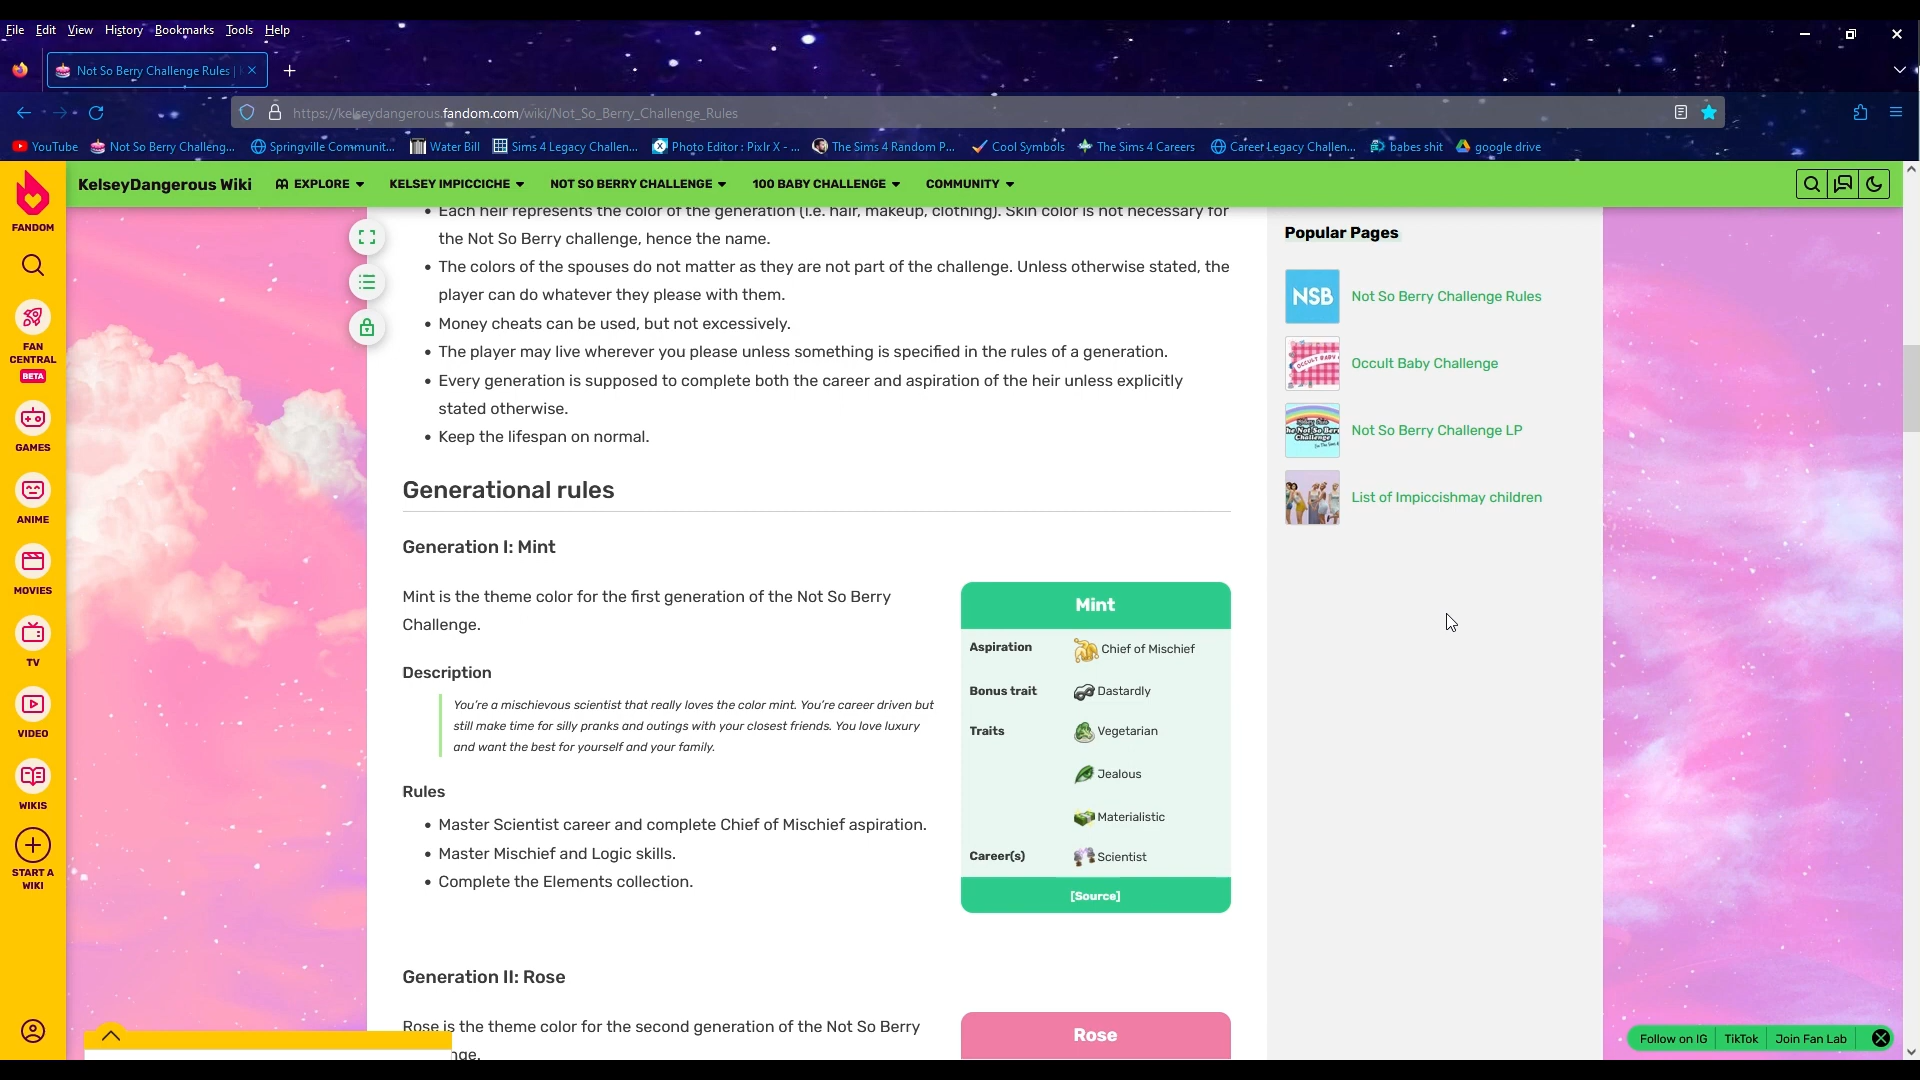 File Edit View History Bookmarks Tools Help
Not So Berry Challenge Rules |
https://kelseydangerous.fandom.com/wiki/Not_So_Berry_Challenge_Rules
YouTube Not So Berry Challeng... Springville Communit... Water Bill Sims 4 Legacy Challen... Photo Editor : Pixlr X - ... The Sims 4 Random P... Cool Symbols The Sims 4 Careers Career Legacy Challen... babes shit google drive
KelseyDangerous Wiki EXPLORE KELSEY IMPICCICHE NOT SO BERRY CHALLENGE 100 BABY CHALLENGE COMMUNITY
FANDOM
FAN
CENTRAL
BETA
GAMES
ANIME
MOVIES
TV
VIDEO
WIKIS
START A
WIKI
• Each heir represents the color of the generation (i.e. hair, makeup, clothing). Skin color is not necessary for
the Not So Berry challenge, hence the name.
• The colors of the spouses do not matter as they are not part of the challenge. Unless otherwise stated, the
player can do whatever they please with them.
• Money cheats can be used, but not excessively.
• The player may live wherever you please unless something is specified in the rules of a generation.
• Every generation is supposed to complete both the career and aspiration of the heir unless explicitly
stated otherwise.
• Keep the lifespan on normal.
Generational rules
Generation I: Mint
Mint is the theme color for the first generation of the Not So Berry
Challenge.
Description
You're a mischievous scientist that really loves the color mint. You're career driven but
still make time for silly pranks and outings with your closest friends. You love luxury
and want the best for yourself and your family.
Rules
• Master Scientist career and complete Chief of Mischief aspiration.
• Master Mischief and Logic skills.
• Complete the Elements collection.
Mint
Aspiration Chief of Mischief
Bonus trait Dastardly
Traits Vegetarian
Jealous
Materialistic
Career(s) Scientist
[Source]
Generation II: Rose
Rose is the theme color for the second generation of the Not So Berry
nge.
Rose
Popular Pages
NSB Not So Berry Challenge Rules
OCCULT BABY Occult Baby Challenge
Not So Berry Challenge LP
List of Impiccishmay children
Follow on IG TikTok Join Fan Lab